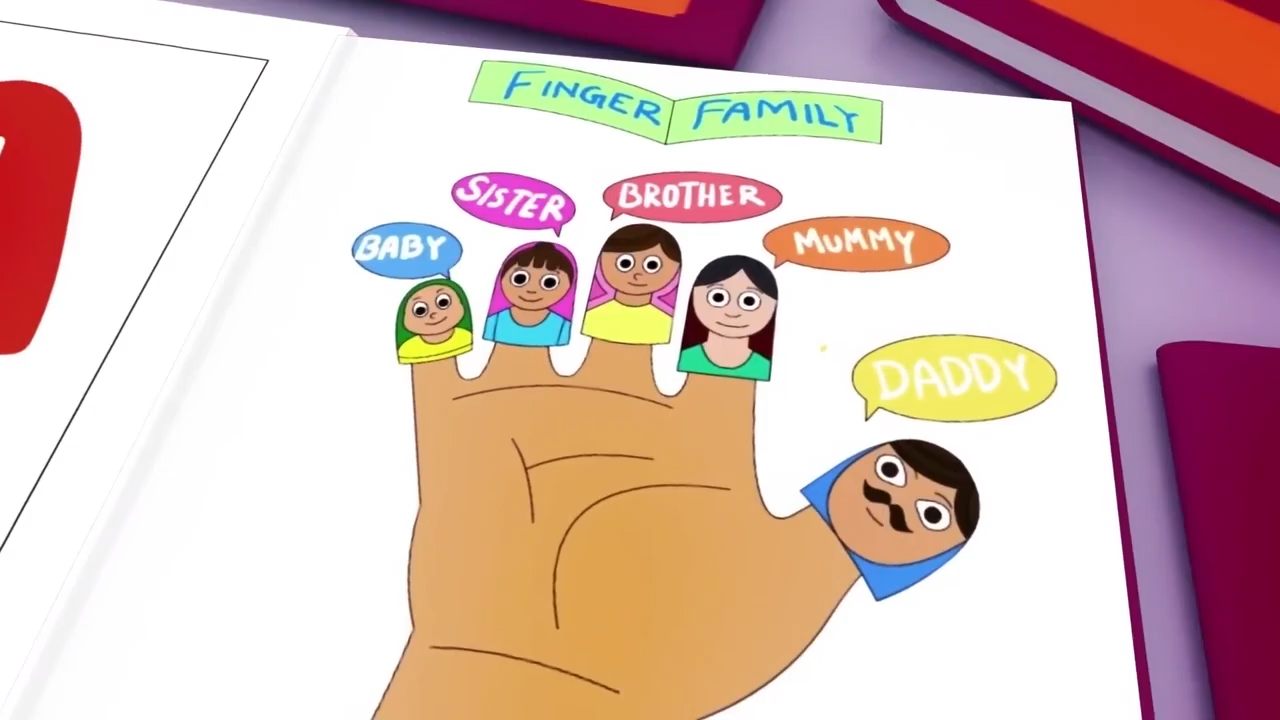 FINGER FAMILY
SISTER
BROTHER
BABY
MUMMY
DADDY